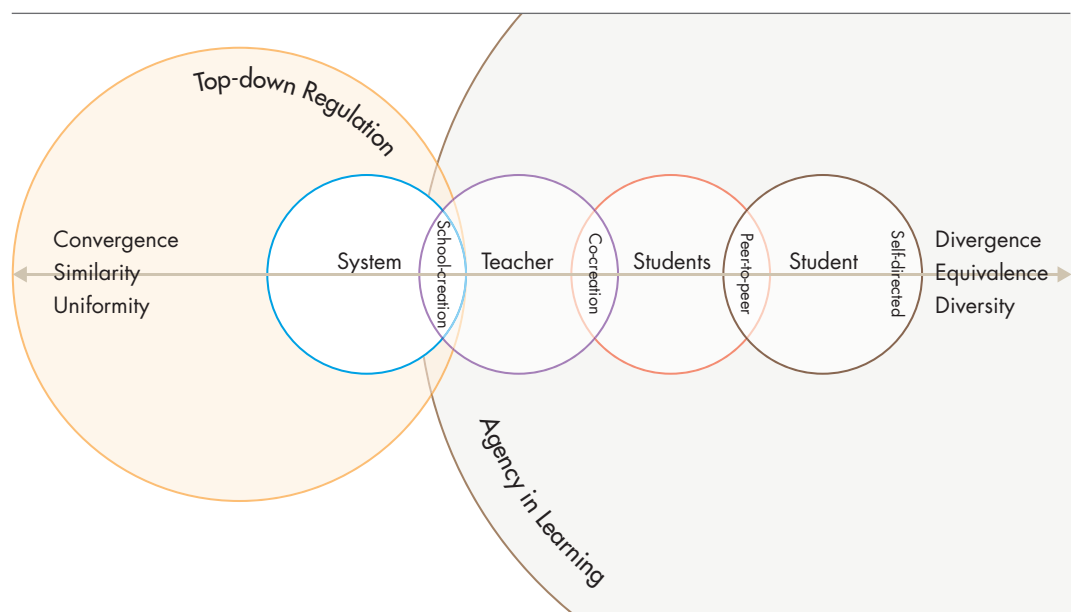 Top-down Regulation
Convergence
Similarity
Uniformity
System
School-creation
Teacher
Co-creation
Students
Peer-to-peer
Student
Self-directed
Divergence
Equivalence
Diversity
Agency in Learning